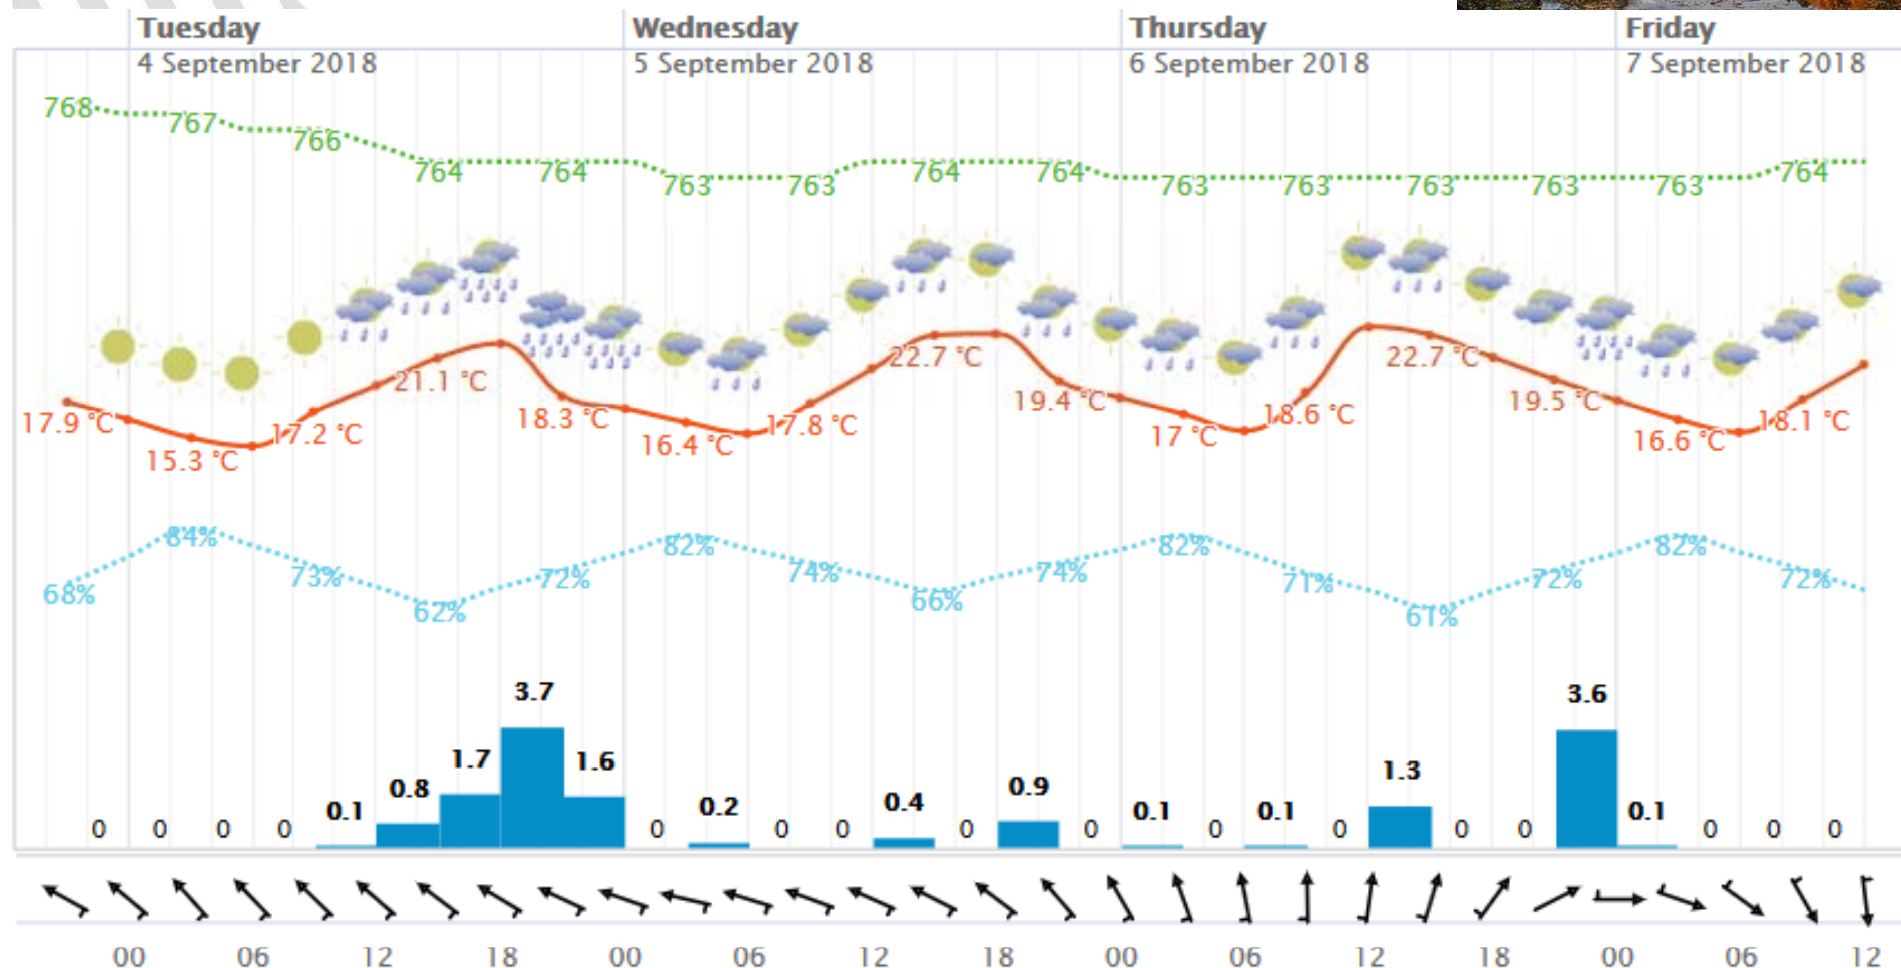 Tuesday Wednesday Thursday Friday
4 September 2018 5 September 2018 6 September 2018 7 September 2018
768 767 766 764 764 763 763 764 764 763 763 763 763 763 764
17.9 °C 15.3 °C 17.2 °C 21.1 °C 18.3 °C 16.4 °C 17.8 °C 22.7 °C 19.4 °C 17 °C 18.6 °C 22.7 °C 19.5 °C 16.6 °C 18.1 °C
68% 84% 73% 62% 72% 82% 74% 66% 74% 82% 71% 61% 72% 82% 72%
0 0 0 0 0.1 0.8 1.7 3.7 1.6 0 0.2 0 0 0.4 0 0.9 0 0.1 0 0.1 0 1.3 0 0 3.6 0.1 0 0 0
00 06 12 18 00 06 12 18 00 06 12 18 00 06 12